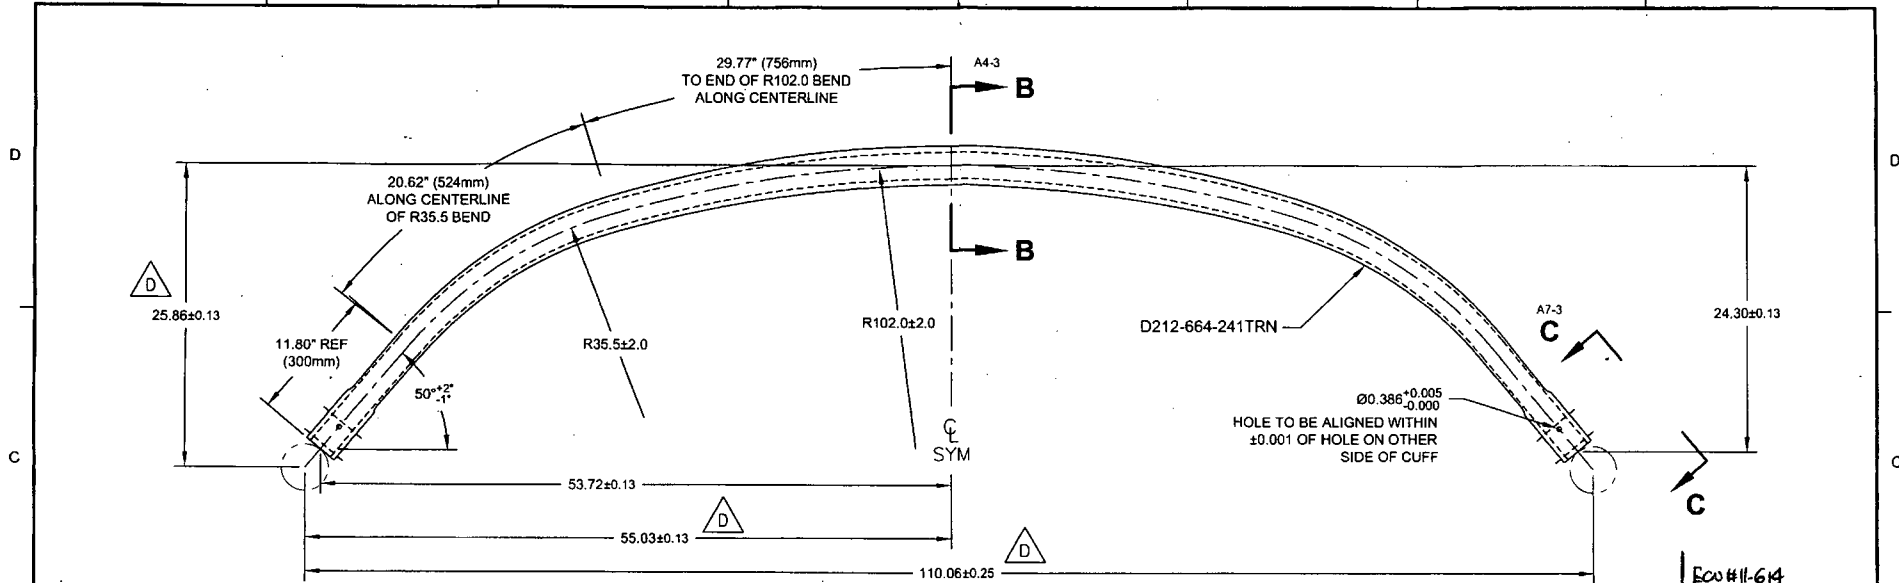 29.77" (756mm)
TO END OF R102.0 BEND
ALONG CENTERLINE
A4-3
B
D
D
20.62" (524mm)
ALONG CENTERLINE
OF R35.5 BEND
B
D
25.86±0.13
R102.0±2.0
D212-664-241TRN
A7-3
C
24.30±0.13
11.80" REF
(300mm)
R35.5±2.0
50°+2°
-1°
Ø0.386+0.005
-0.000
HOLE TO BE ALIGNED WITHIN
±0.001 OF HOLE ON OTHER
SIDE OF CUFF
CL
SYM
C
C
53.72±0.13
C
D
55.03±0.13
D
110.06±0.25
ECU#11-614